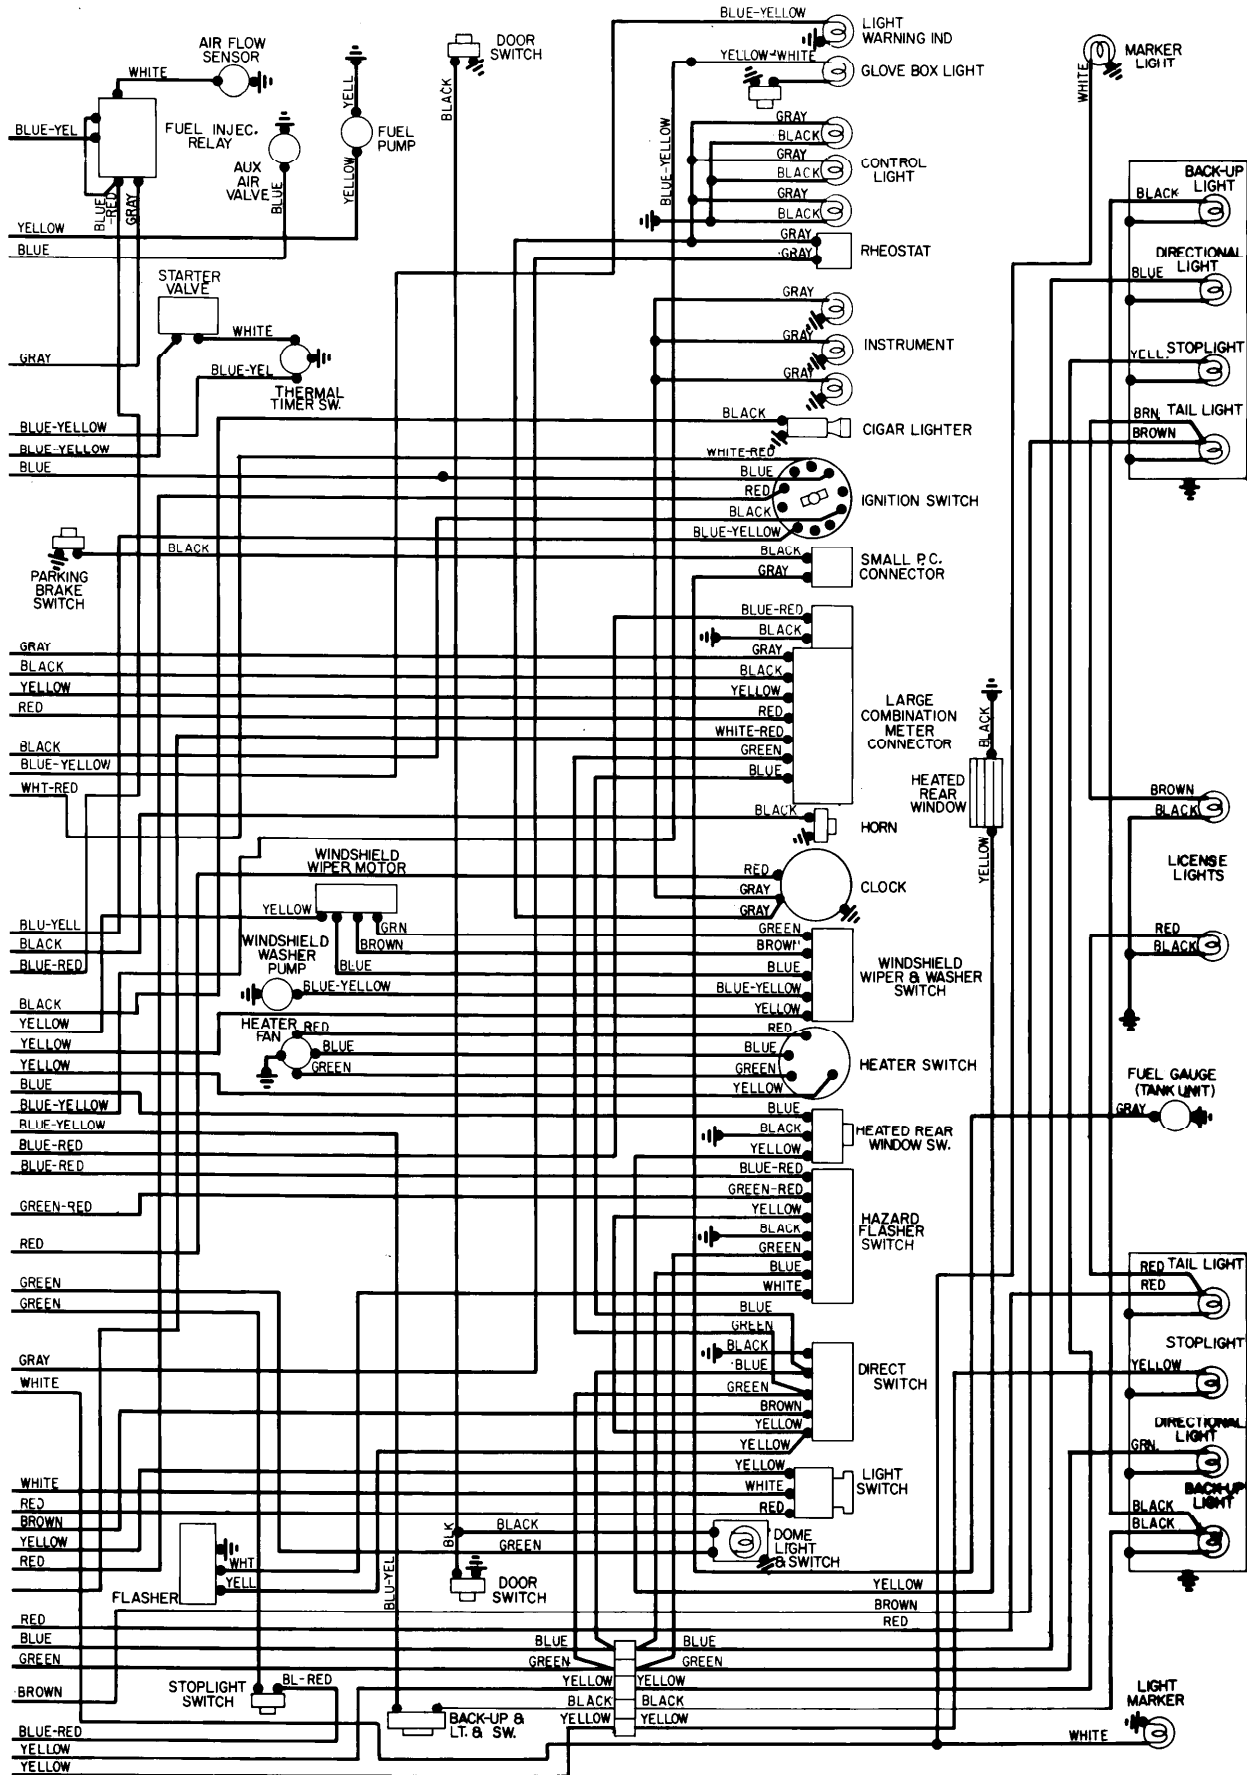 BLUE-YELLOW
LIGHT
WARNING IND
AIR FLOW
SENSOR
DOOR
SWITCH
MARKER
LIGHT
YELLOW-WHITE
GLOVE BOX LIGHT
WHITE
YELL
BLACK
WHITE
BLUE-YEL
FUEL INJEC.
RELAY
FUEL
PUMP
GRAY
BLACK
GRAY
BLACK
CONTROL
LIGHT
GRAY
BLACK
BLUE-YELLOW
AUX
AIR
VALVE
BLUE
YELLOW
BLUE
-RED
GRAY
BACK-UP
LIGHT
BLACK
YELLOW
BLUE
GRAY
GRAY
RHEOSTAT
DIRECTIONAL
LIGHT
BLUE
STARTER
VALVE
WHITE
GRAY
GRAY
INSTRUMENT
GRAY
STOPLIGHT
YELL.
GRAY
BLUE-YEL
THERMAL
TIMER SW.
BLACK
CIGAR LIGHTER
BRN.
TAIL LIGHT
BROWN
BLUE-YELLOW
BLUE-YELLOW
BLUE
WHITE-RED
BLUE
RED
BLACK
BLUE-YELLOW
IGNITION SWITCH
PARKING
BRAKE
SWITCH
BLACK
BLACK
GRAY
SMALL P.C.
CONNECTOR
BLUE-RED
BLACK
GRAY
BLACK
YELLOW
RED
WHITE-RED
GREEN
BLUE
LARGE
COMBINATION
METER
CONNECTOR
GRAY
BLACK
YELLOW
RED
BLACK
BLUE-YELLOW
WHT-RED
BLACK
HEATED
REAR
WINDOW
YELLOW
BROWN
BLACK
LICENSE
LIGHTS
RED
BLACK
BLACK
HORN
WINDSHIELD
WIPER MOTOR
RED
GRAY
GRAY
CLOCK
YELLOW
GRN
BROWN
BLUE
BLU-YELL
BLACK
BLUE-RED
WINDSHIELD
WASHER
PUMP
BLUE-YELLOW
GREEN
BROWN
BLUE
BLUE-YELLOW
YELLOW
WINDSHIELD
WIPER & WASHER
SWITCH
BLACK
YELLOW
YELLOW
YELLOW
BLUE
BLUE-YELLOW
BLUE-YELLOW
BLUE-RED
BLUE-RED
HEATER
FAN
RED
BLUE
GREEN
RED
BLUE
GREEN
YELLOW
HEATER SWITCH
FUEL GAUGE
(TANK UNIT)
GRAY
BLUE
BLACK
YELLOW
HEATED REAR
WINDOW SW.
BLUE-RED
GREEN-RED
YELLOW
BLACK
GREEN
BLUE
WHITE
HAZARD
FLASHER
SWITCH
GREEN-RED
RED
GREEN
GREEN
RED
TAIL LIGHT
RED
BLUE
GREEN
BLACK
BLUE
GREEN
BROWN
YELLOW
YELLOW
DIRECT
SWITCH
STOPLIGHT
YELLOW
GRAY
WHITE
DIRECTIONAL
LIGHT
GRN.
YELLOW
WHITE
RED
LIGHT
SWITCH
BACK-UP
LIGHT
BLACK
BLACK
WHITE
RED
BROWN
YELLOW
RED
BLK
BLACK
GREEN
DOME
LIGHT
& SWITCH
WHT
YELL
FLASHER
BLU-YEL
DOOR
SWITCH
YELLOW
BROWN
RED
RED
BLUE
GREEN
BROWN
BLUE
GREEN
YELLOW
BLACK
YELLOW
BLUE
GREEN
YELLOW
BLACK
YELLOW
STOPLIGHT
SWITCH
BL-RED
BACK-UP &
LT. & SW.
LIGHT
MARKER
WHITE
BLUE-RED
YELLOW
YELLOW